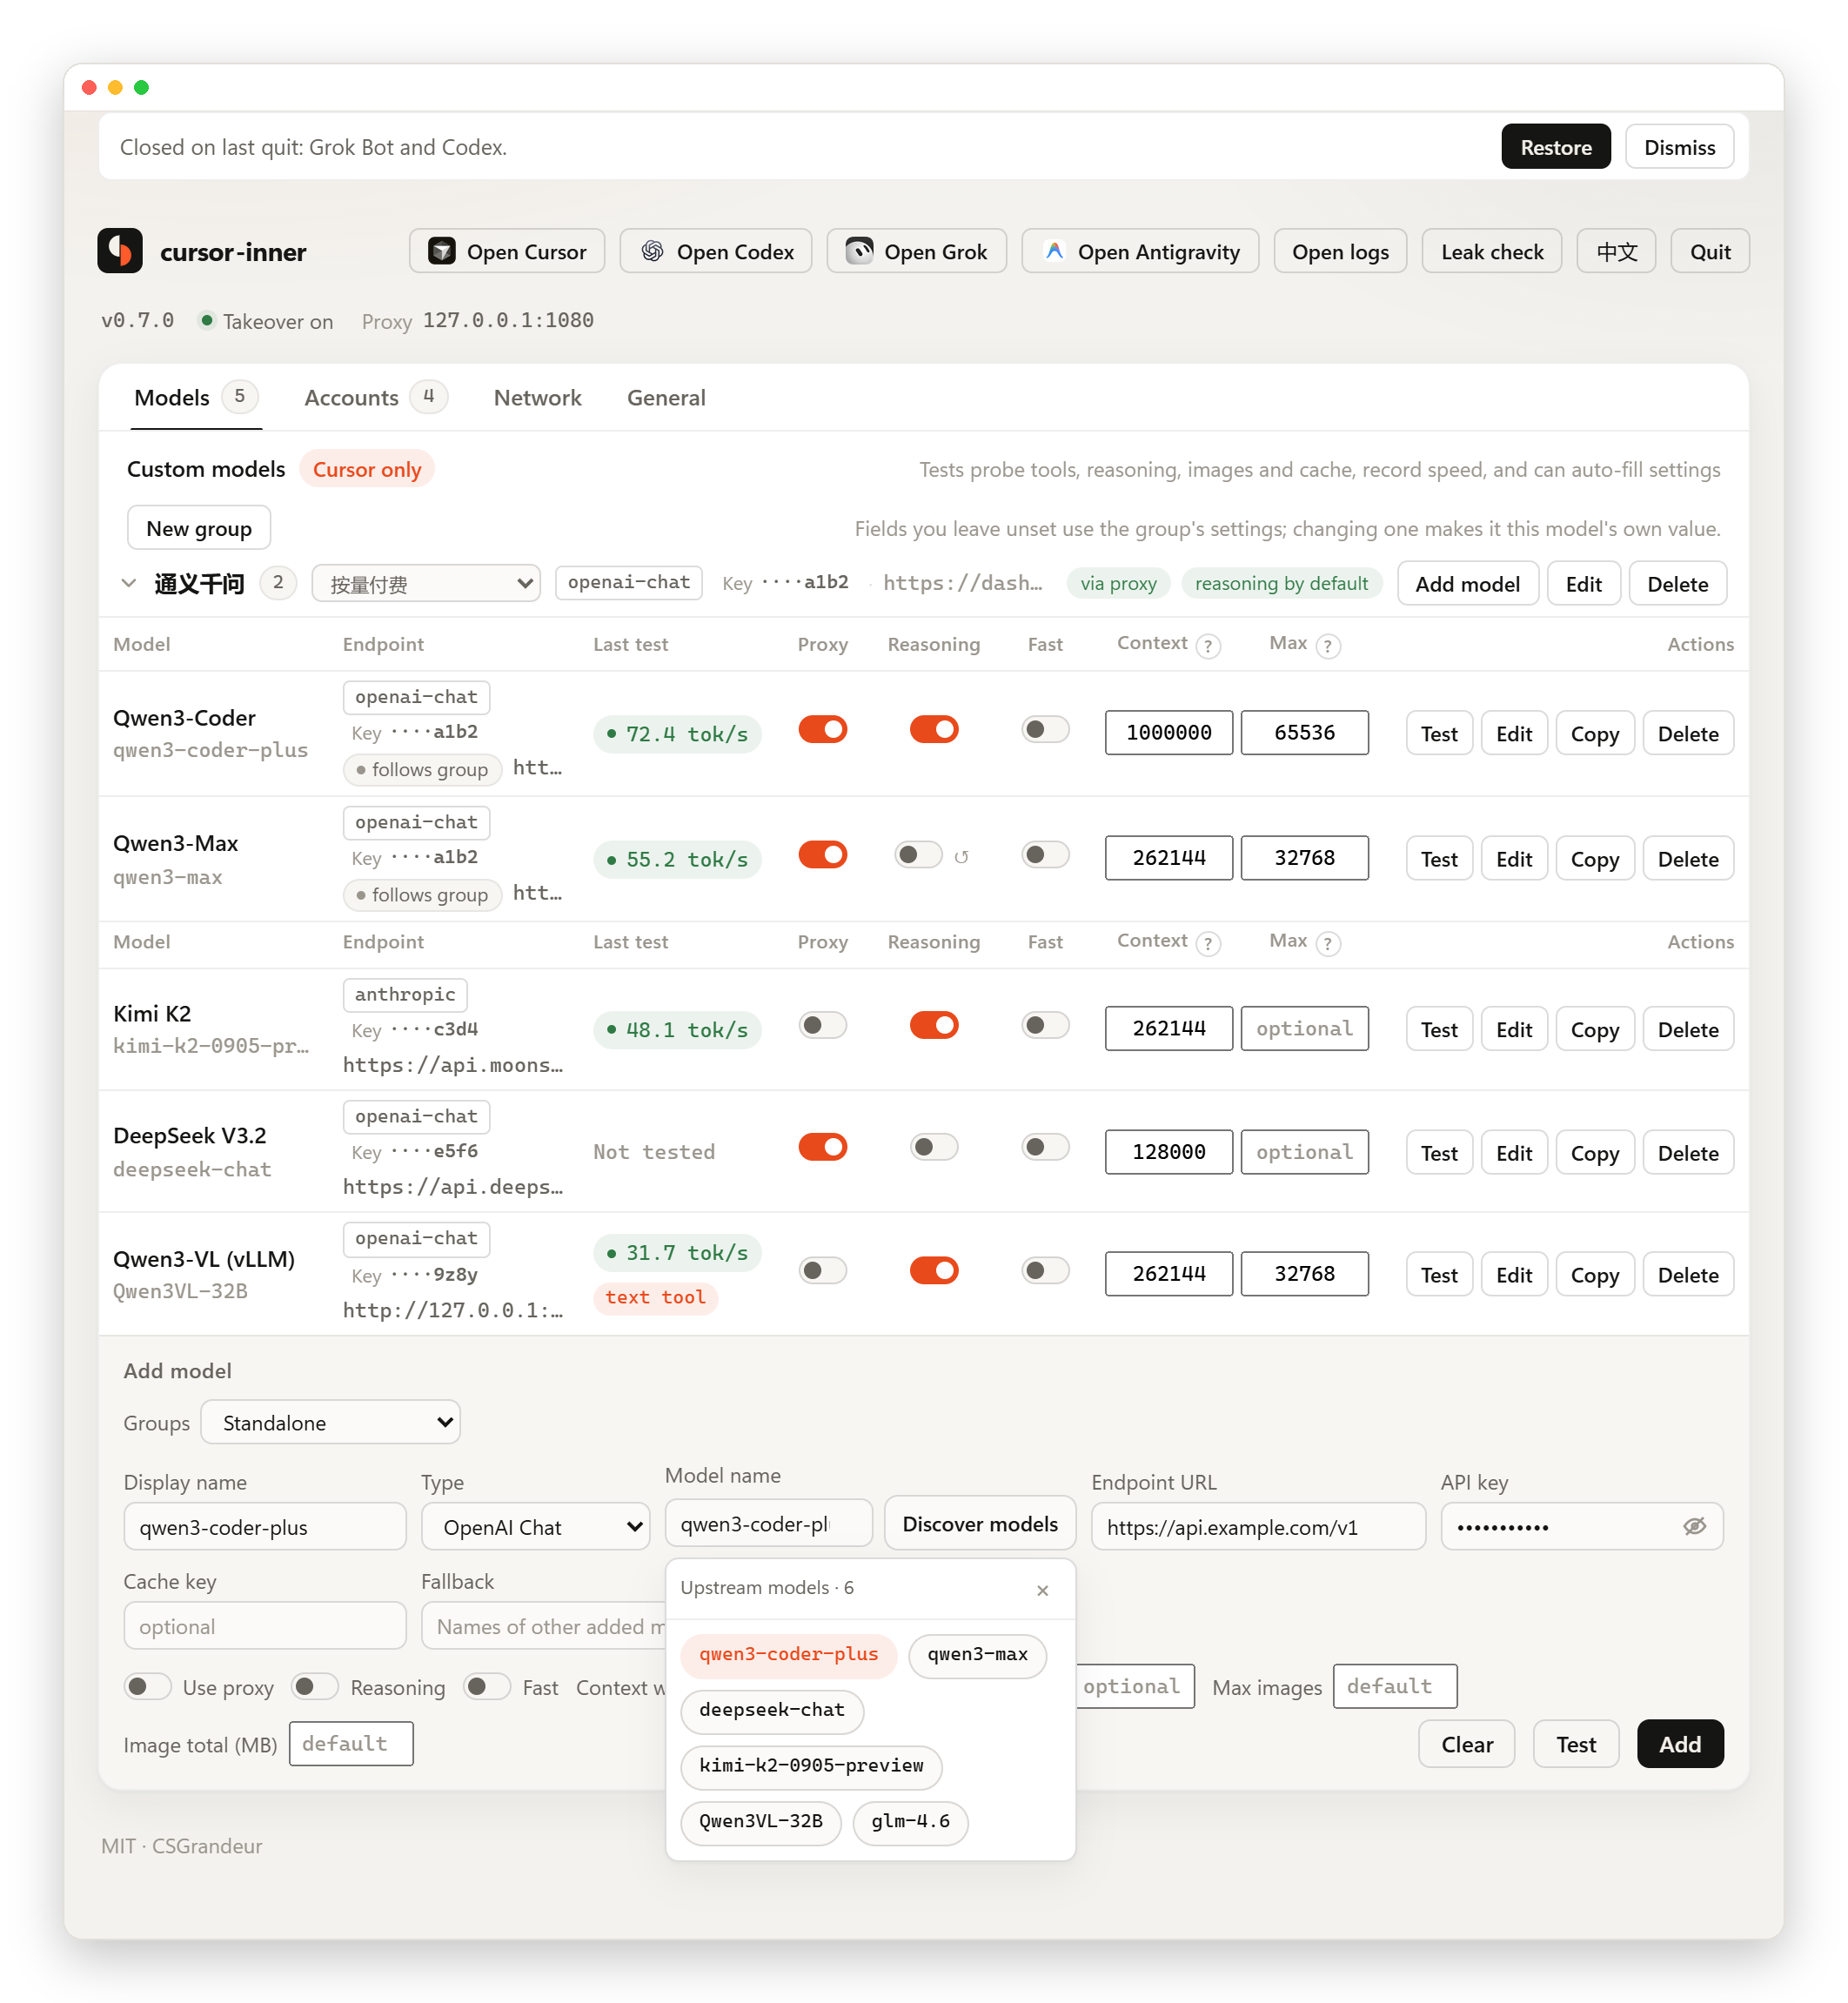 Closed on last quit: Grok Bot and Codex.
Restore
Dismiss
cursor-inner
Open Cursor
Open Codex
Open Grok
Open Antigravity
Open logs
Leak check
中文
Quit
v0.7.0
Takeover on
Proxy 127.0.0.1:1080
Models 5
Accounts 4
Network
General
Custom models
Cursor only
Tests probe tools, reasoning, images and cache, record speed, and can auto-fill settings
New group
Fields you leave unset use the group's settings; changing one makes it this model's own value.
通义千问 2
按量付费
openai-chat
Key ····a1b2
· https://dash…
via proxy
reasoning by default
Add model
Edit
Delete
Model Endpoint Last test Proxy Reasoning Fast Context ? Max ? Actions
Qwen3-Coder
qwen3-coder-plus
openai-chat
Key ····a1b2
follows group htt…
72.4 tok/s
1000000
65536
Test Edit Copy Delete
Qwen3-Max
qwen3-max
openai-chat
Key ····a1b2
follows group htt…
55.2 tok/s
↺
262144
32768
Test Edit Copy Delete
Model Endpoint Last test Proxy Reasoning Fast Context ? Max ? Actions
Kimi K2
kimi-k2-0905-pr…
anthropic
Key ····c3d4
https://api.moons…
48.1 tok/s
262144
optional
Test Edit Copy Delete
DeepSeek V3.2
deepseek-chat
openai-chat
Key ····e5f6
https://api.deeps…
Not tested
128000
optional
Test Edit Copy Delete
Qwen3-VL (vLLM)
Qwen3VL-32B
openai-chat
Key ····9z8y
http://127.0.0.1:…
31.7 tok/s
text tool
262144
32768
Test Edit Copy Delete
Add model
Groups Standalone
Display name
qwen3-coder-plus
Type
OpenAI Chat
Model name
qwen3-coder-pl
Discover models
Endpoint URL
https://api.example.com/v1
API key
•••••••••••
Cache key
optional
Fallback
Names of other added m
Upstream models · 6
×
qwen3-coder-plus
qwen3-max
deepseek-chat
kimi-k2-0905-preview
Qwen3VL-32B
glm-4.6
Use proxy
Reasoning
Fast
Context w
optional
Max images default
Image total (MB) default
Clear
Test
Add
MIT · CSGrandeur